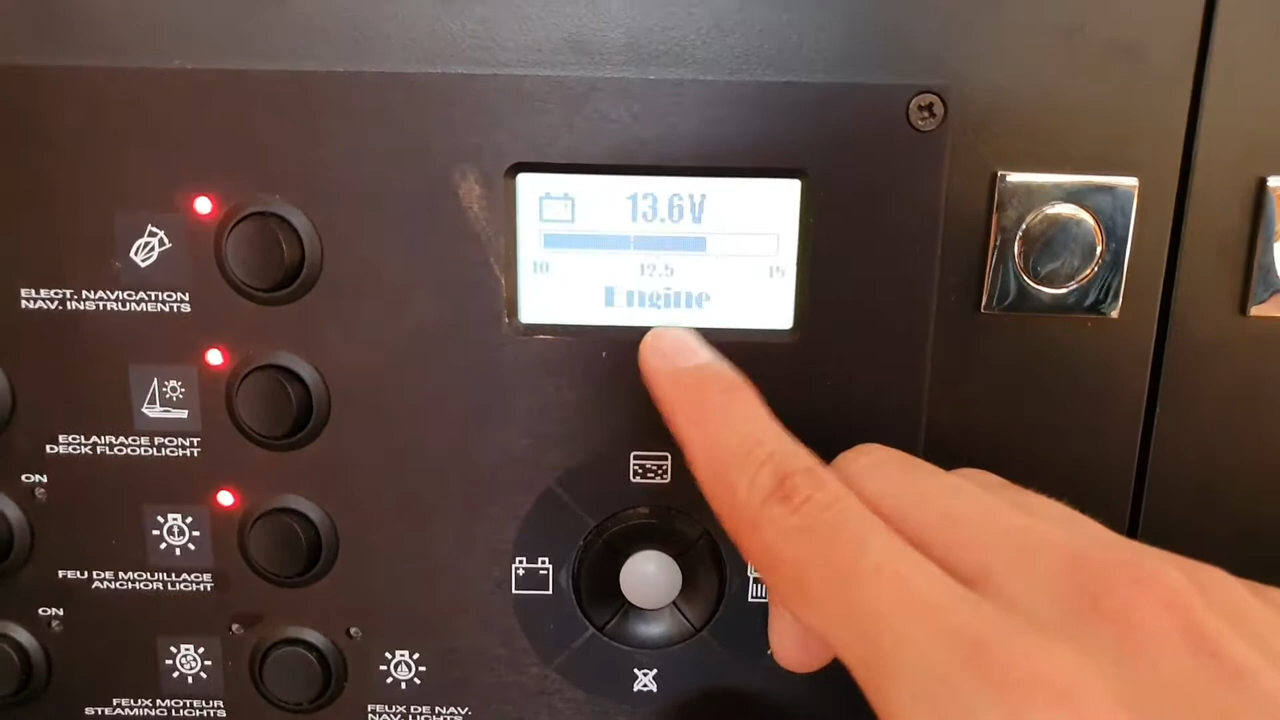 13.6V
10 12.5 15
Engine
ELECT. NAVIGATION
NAV. INSTRUMENTS
ECLAIRAGE PONT
DECK FLOODLIGHT
ON
FEU DE MOUILLAGE
ANCHOR LIGHT
ON
FEUX MOTEUR
STEAMING LIGHTS
FEUX DE NAV.
NAV. LIGHTS